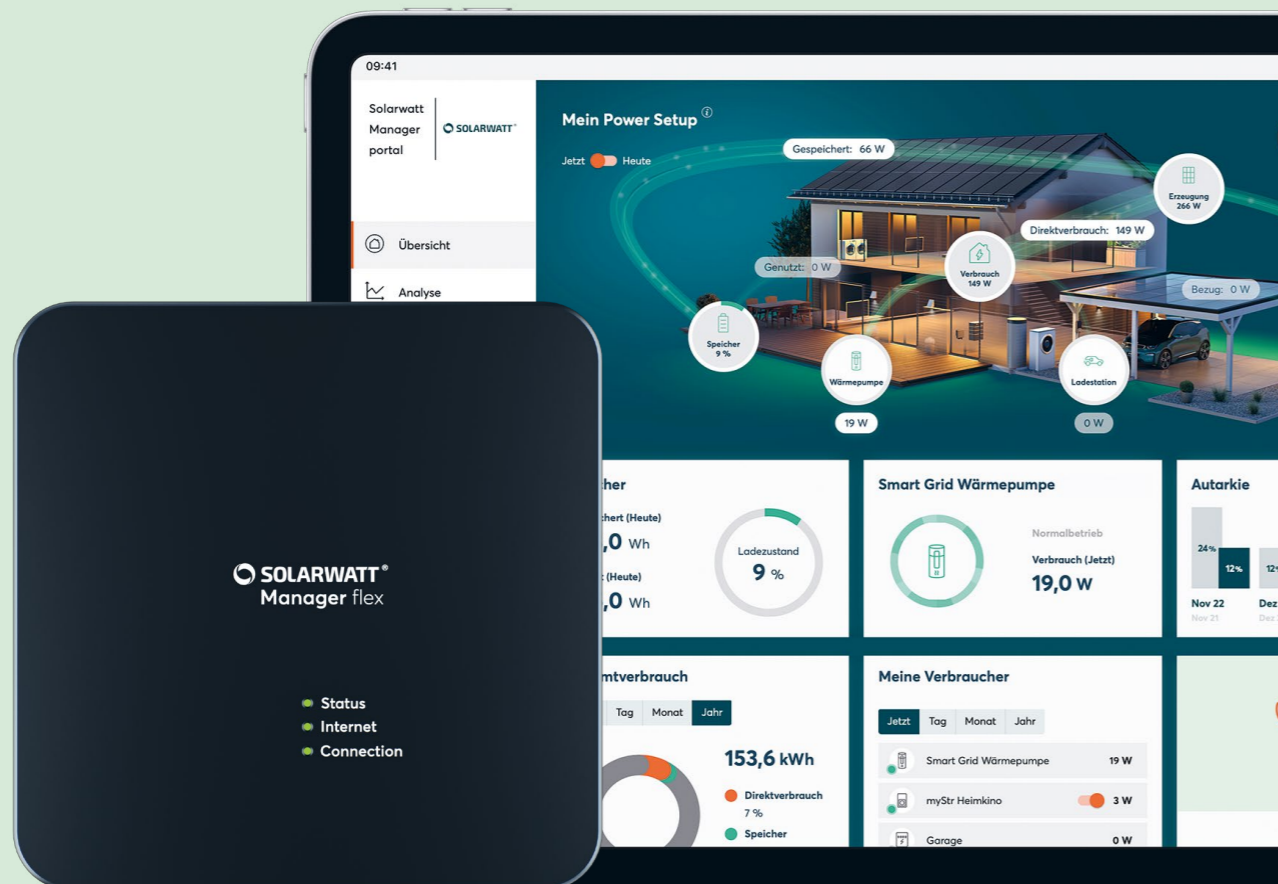 09:41
Solarwatt
Manager
portal
SOLARWATT®
Mein Power Setup
Jetzt Heute
Übersicht
Analyse
Gespeichert: 66 W
Erzeugung
266 W
Direktverbrauch: 149 W
Genutzt: 0 W
Verbrauch
149 W
Bezug: 0 W
Speicher
9 %
Wärmepumpe
19 W
Ladestation
0 W
cher
chert (Heute)
,0 Wh
(Heute)
,0 Wh
Ladezustand
9 %
Smart Grid Wärmepumpe
Normalbetrieb
Verbrauch (Jetzt)
19,0 W
Autarkie
24%
12%
Nov 22
Nov 21
Dez
Dez
mtverbrauch
Tag Monat Jahr
153,6 kWh
Direktverbrauch
7 %
Speicher
Meine Verbraucher
Jetzt Tag Monat Jahr
Smart Grid Wärmepumpe 19 W
myStr Heimkino 3 W
Garage 0 W
SOLARWATT®
Manager flex
Status
Internet
Connection